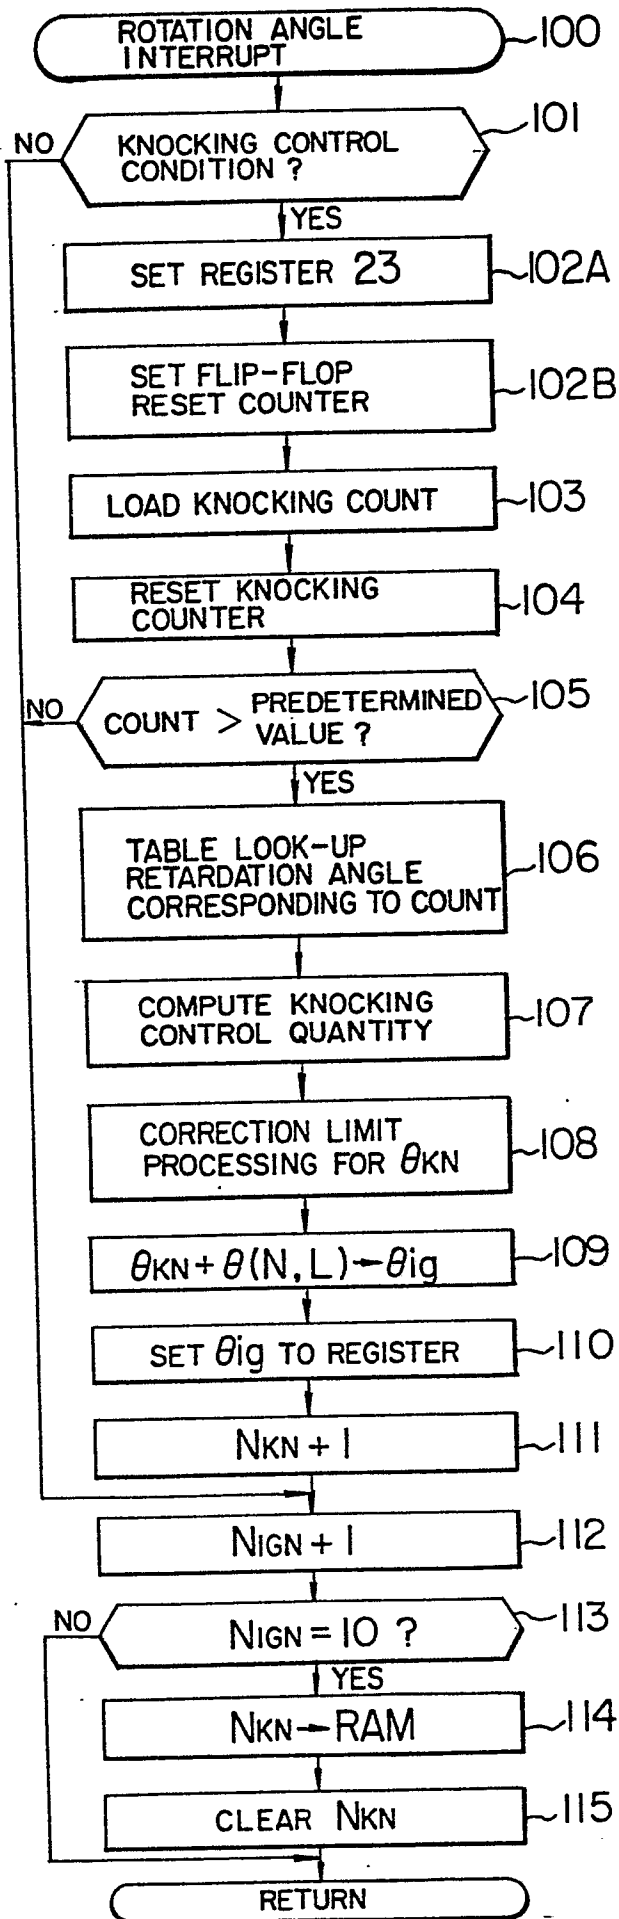 ROTATION ANGLE
INTERRUPT
100
NO
KNOCKING CONTROL
CONDITION ?
101
YES
SET REGISTER 23
102A
SET FLIP-FLOP
RESET COUNTER
102B
LOAD KNOCKING COUNT
103
RESET KNOCKING
COUNTER
104
NO
COUNT > PREDETERMINED
VALUE ?
105
YES
TABLE LOOK-UP
RETARDATION ANGLE
CORRESPONDING TO COUNT
106
COMPUTE KNOCKING
CONTROL QUANTITY
107
CORRECTION LIMIT
PROCESSING FOR θKN
108
θKN + θ(N, L) → θig
109
SET θig TO REGISTER
110
NKN + 1
111
NIGN + 1
112
NO
NIGN = 10 ?
113
YES
NKN → RAM
114
CLEAR NKN
115
RETURN